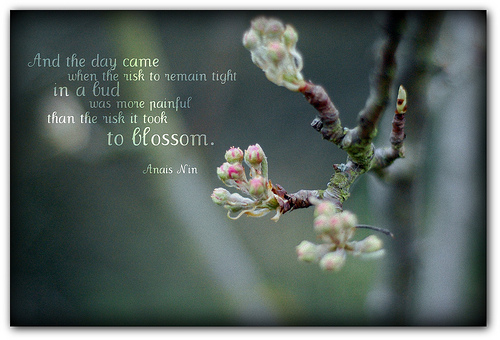 And the day came
when the risk to remain tight
in a bud
was more painful
than the risk it took
to blossom.
Anais Nin